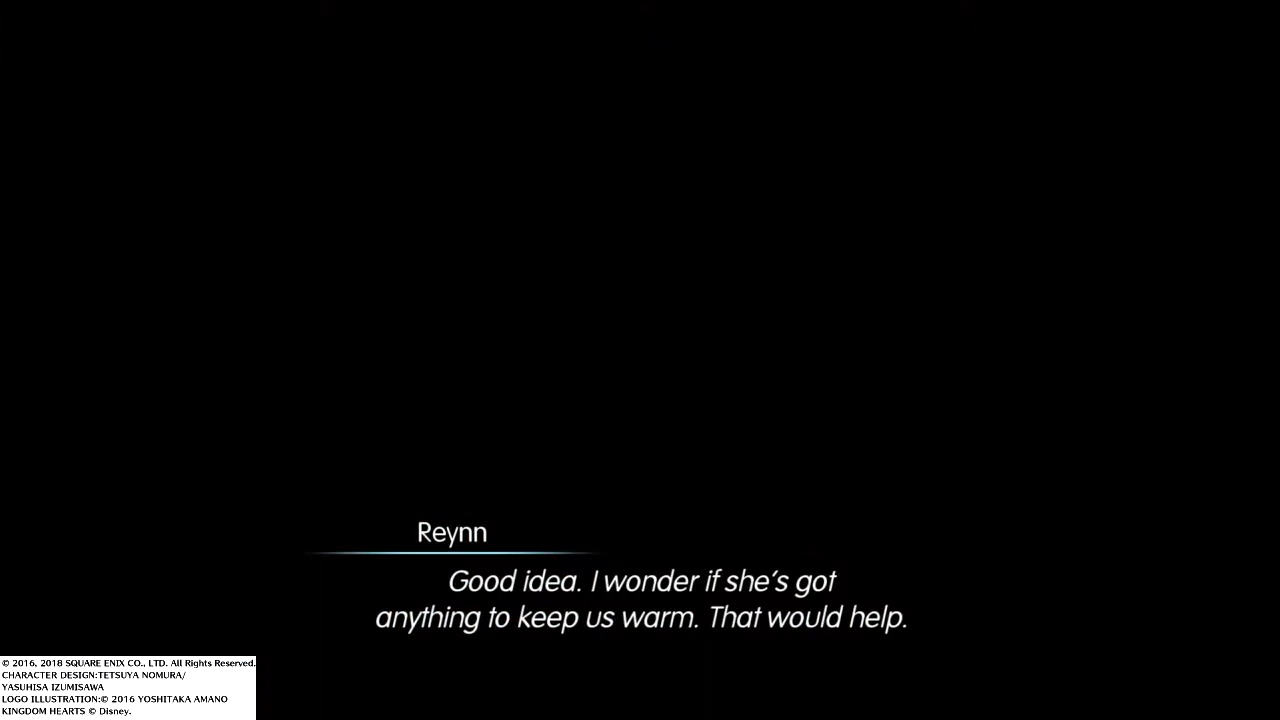 Reynn
Good idea. I wonder if she's got
anything to keep us warm. That would help.
© 2016, 2018 SQUARE ENIX CO., LTD. All Rights Reserved.
CHARACTER DESIGN:TETSUYA NOMURA/
YASUHISA IZUMISAWA
LOGO ILLUSTRATION:© 2016 YOSHITAKA AMANO
KINGDOM HEARTS © Disney.